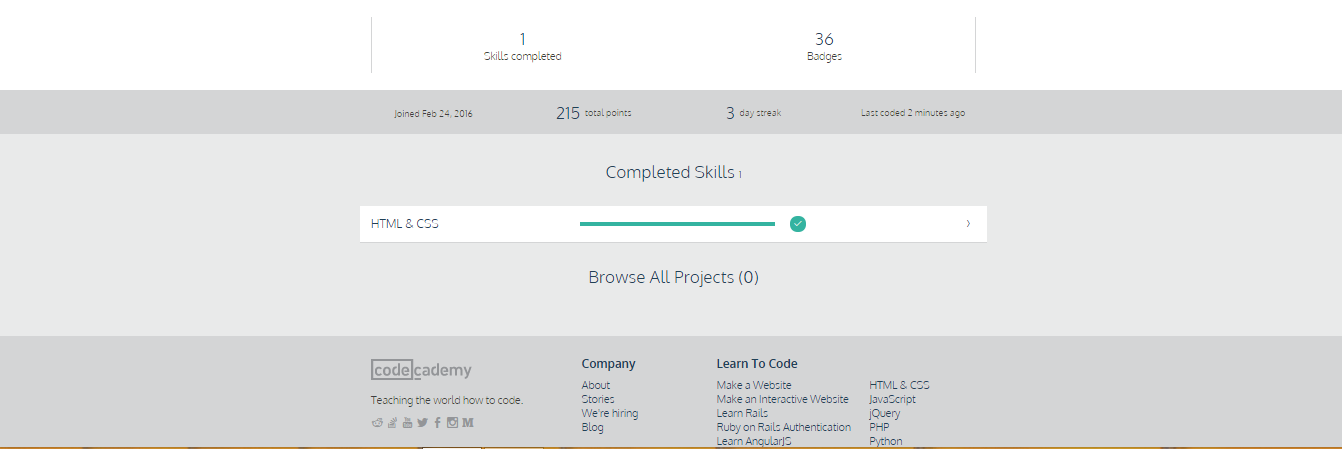 1
Skills completed
36
Badges
Joined Feb 24, 2016
215 total points
3 day streak
Last coded 2 minutes ago
Completed Skills 1
HTML & CSS
Browse All Projects (0)
codecademy
Teaching the world how to code.
Company
About
Stories
We're hiring
Blog
Learn To Code
Make a Website
Make an Interactive Website
Learn Rails
Ruby on Rails Authentication
Learn AngularJS
HTML & CSS
JavaScript
jQuery
PHP
Python